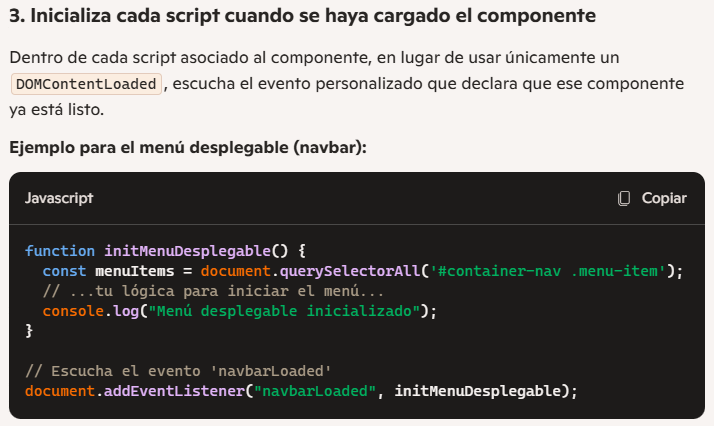 3. Inicializa cada script cuando se haya cargado el componente
Dentro de cada script asociado al componente, en lugar de usar únicamente un
DOMContentLoaded, escucha el evento personalizado que declara que ese componente
ya está listo.
Ejemplo para el menú desplegable (navbar):
Javascript
Copiar
function initMenuDesplegable() {
  const menuItems = document.querySelectorAll('#container-nav .menu-item');
  // ...tu lógica para iniciar el menú...
  console.log("Menú desplegable inicializado");
}

// Escucha el evento 'navbarLoaded'
document.addEventListener("navbarLoaded", initMenuDesplegable);